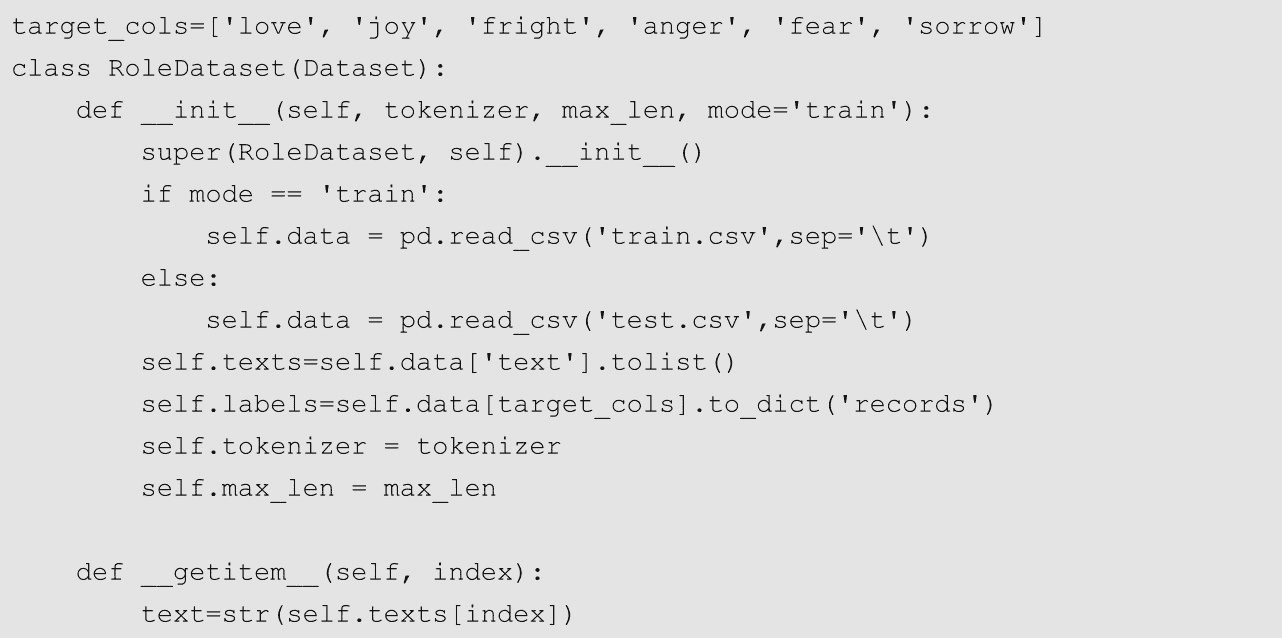 target_cols=['love', 'joy', 'fright', 'anger', 'fear', 'sorrow']
class RoleDataset(Dataset):
    def __init__(self, tokenizer, max_len, mode='train'):
        super(RoleDataset, self).__init__()
        if mode == 'train':
            self.data = pd.read_csv('train.csv',sep='\t')
        else:
            self.data = pd.read_csv('test.csv',sep='\t')
        self.texts=self.data['text'].tolist()
        self.labels=self.data[target_cols].to_dict('records')
        self.tokenizer = tokenizer
        self.max_len = max_len

    def __getitem__(self, index):
        text=str(self.texts[index])